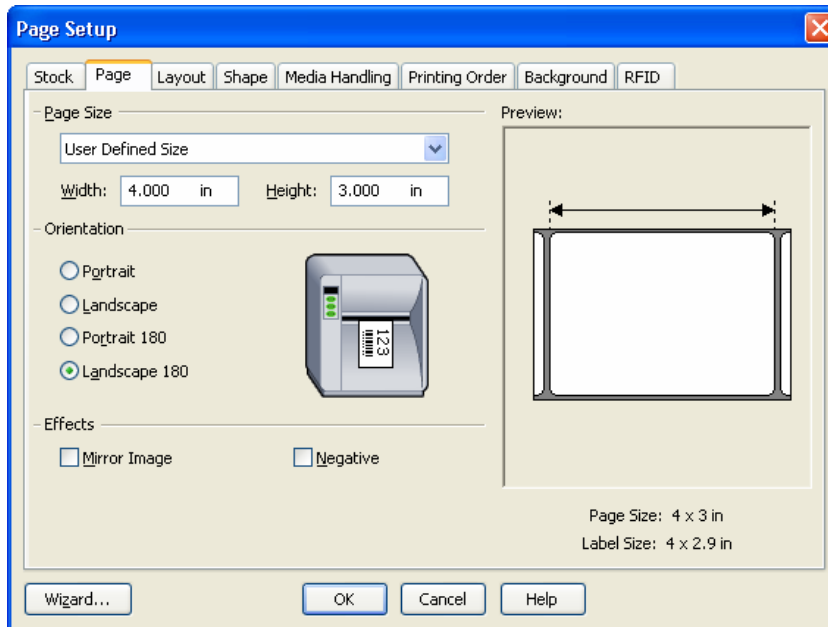 Page Setup
Stock Page Layout Shape Media Handling Printing Order Background RFID
Page Size
User Defined Size
Width: 4.000 in Height: 3.000 in
Orientation
Portrait
Landscape
Portrait 180
Landscape 180
123
Effects
Mirror Image Negative
Preview:
Page Size: 4 x 3 in
Label Size: 4 x 2.9 in
Wizard... OK Cancel Help